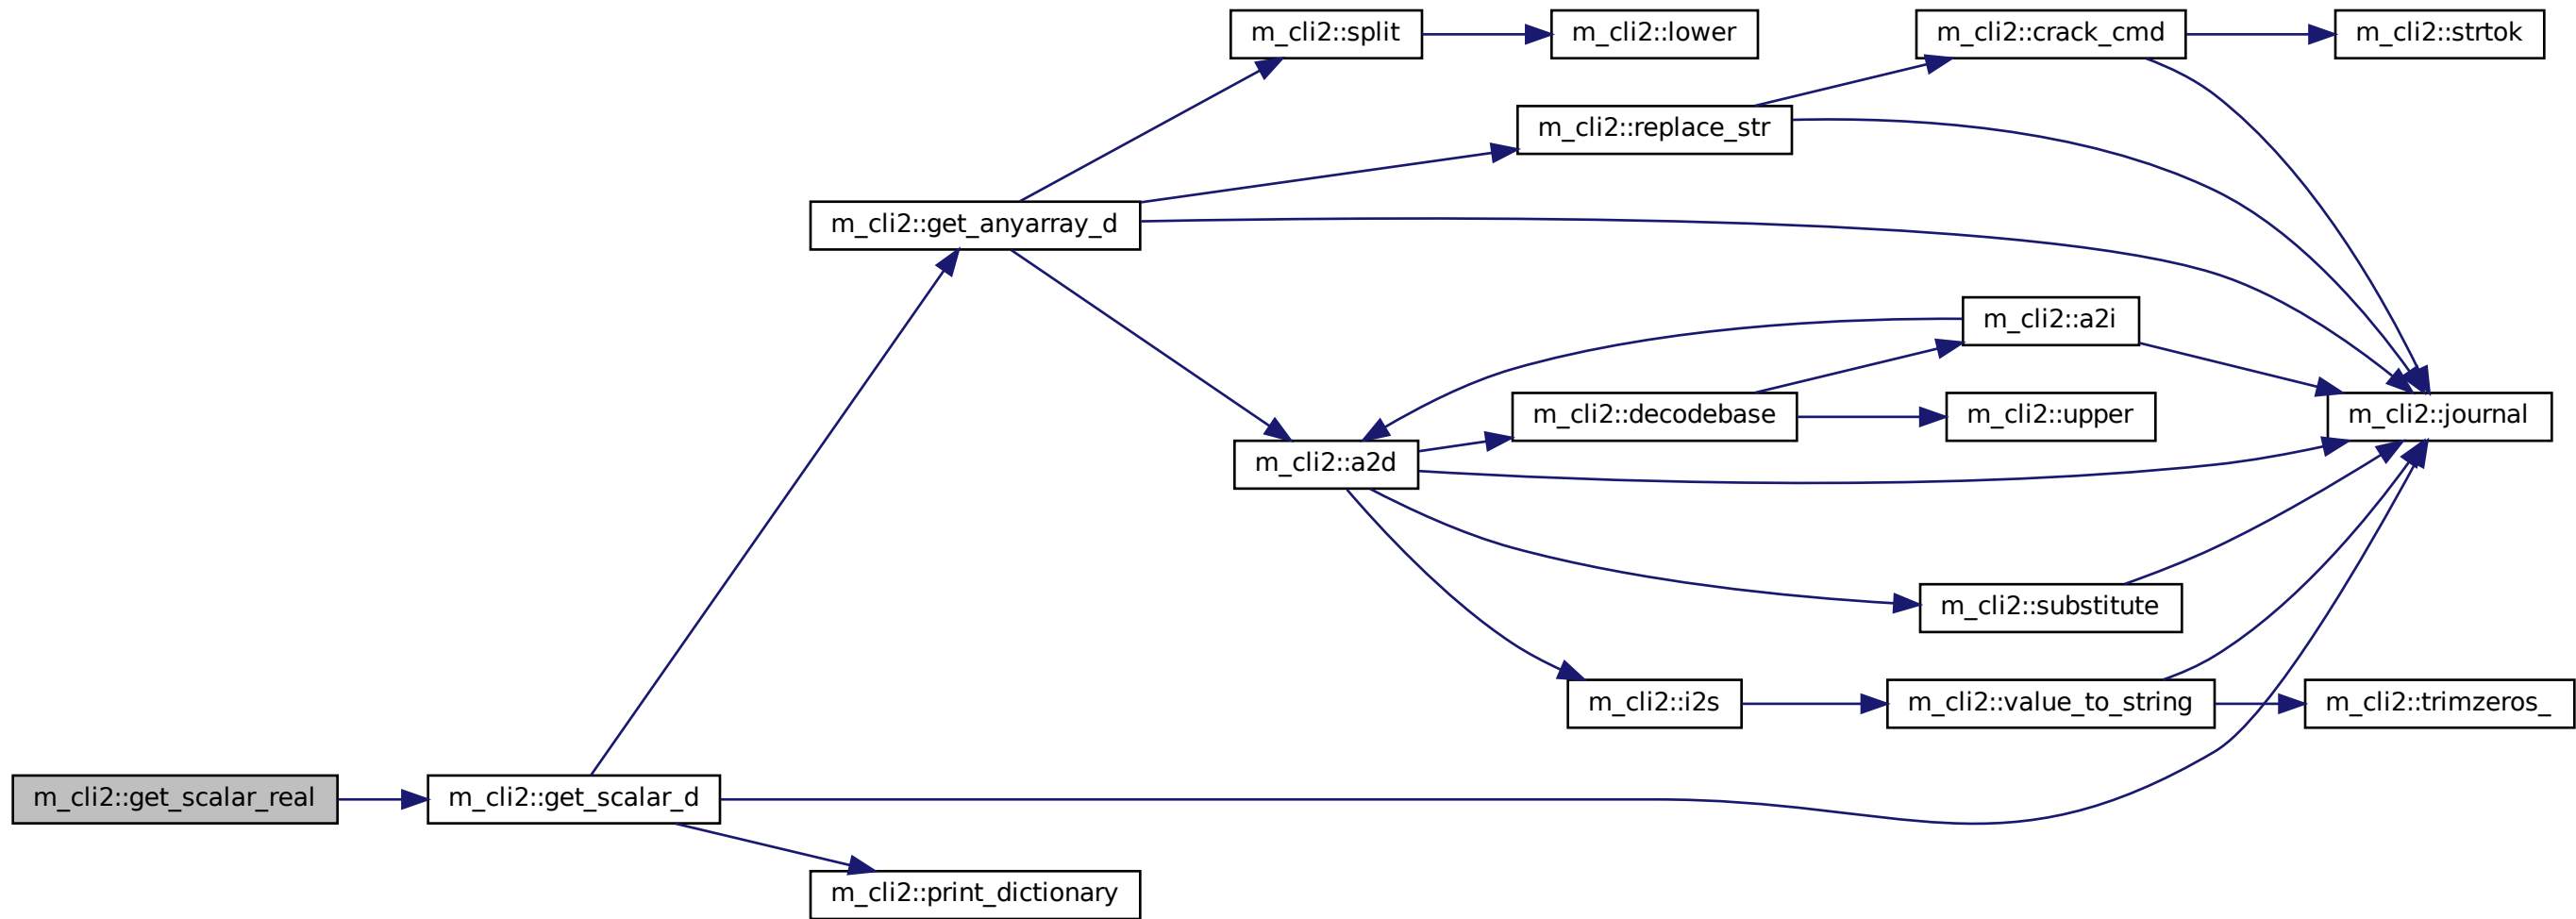 m_cli2::split
m_cli2::lower
m_cli2::crack_cmd
m_cli2::strtok
m_cli2::replace_str
m_cli2::get_anyarray_d
m_cli2::a2i
m_cli2::decodebase
m_cli2::upper
m_cli2::journal
m_cli2::a2d
m_cli2::substitute
m_cli2::i2s
m_cli2::value_to_string
m_cli2::trimzeros_
m_cli2::get_scalar_real
m_cli2::get_scalar_d
m_cli2::print_dictionary